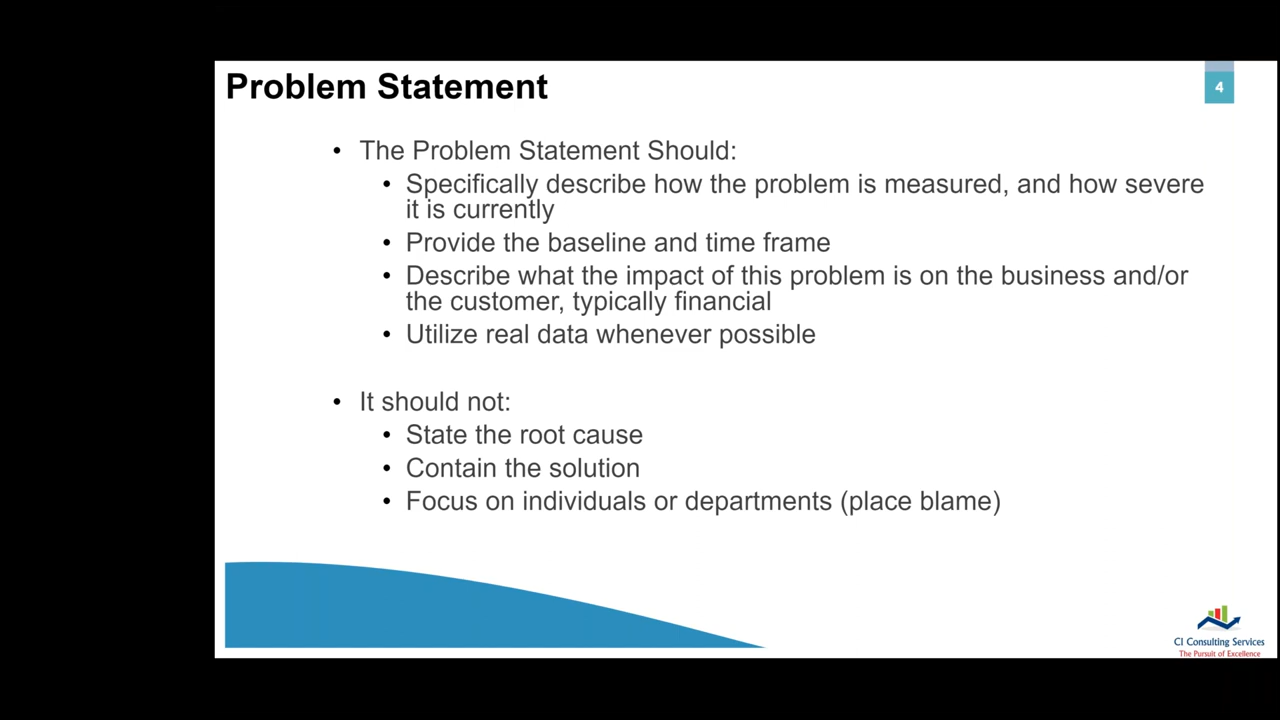 Problem Statement
4
• The Problem Statement Should:
• Specifically describe how the problem is measured, and how severe
it is currently
• Provide the baseline and time frame
• Describe what the impact of this problem is on the business and/or
the customer, typically financial
• Utilize real data whenever possible
• It should not:
• State the root cause
• Contain the solution
• Focus on individuals or departments (place blame)
CI Consulting Services
The Pursuit of Excellence